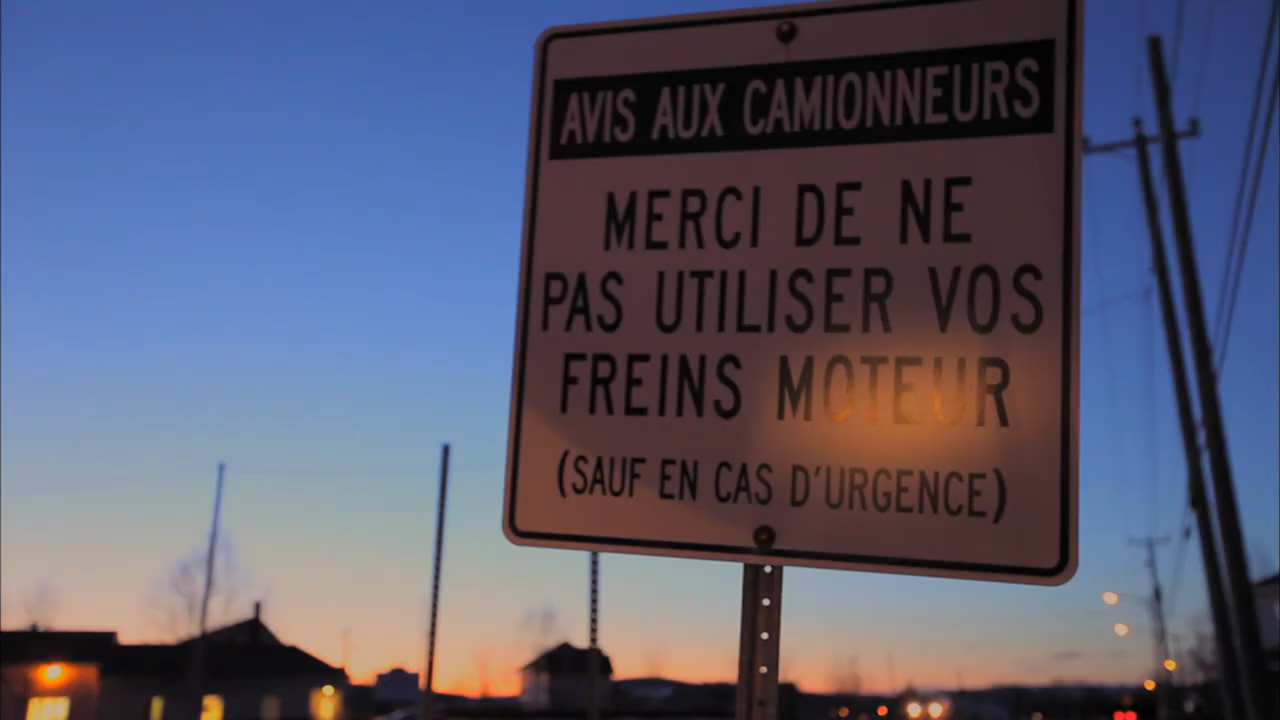 AVIS AUX CAMIONNEURS
MERCI DE NE
PAS UTILISER VOS
FREINS MOTEUR
(SAUF EN CAS D'URGENCE)